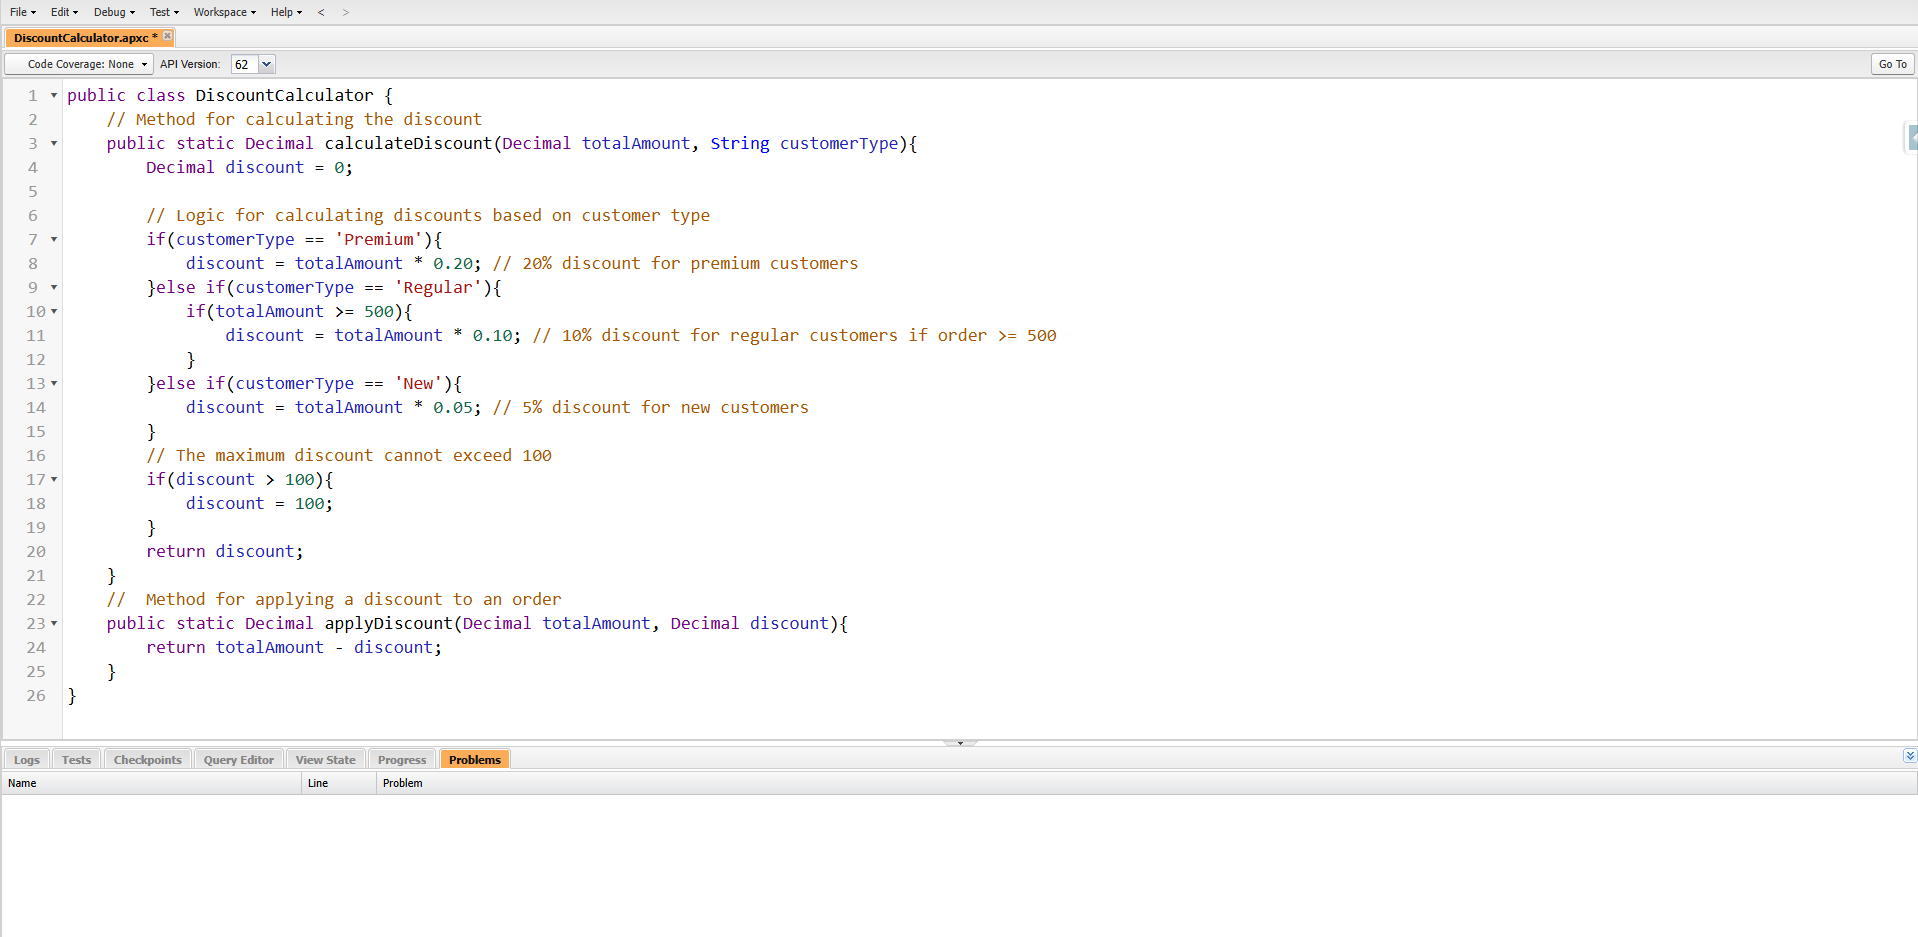 File Edit Debug Test Workspace Help < >
DiscountCalculator.apxc *
Code Coverage: None API Version: 62 Go To
1 public class DiscountCalculator {
2 // Method for calculating the discount
3 public static Decimal calculateDiscount(Decimal totalAmount, String customerType){
4 Decimal discount = 0;
5
6 // Logic for calculating discounts based on customer type
7 if(customerType == 'Premium'){
8 discount = totalAmount * 0.20; // 20% discount for premium customers
9 }else if(customerType == 'Regular'){
10 if(totalAmount >= 500){
11 discount = totalAmount * 0.10; // 10% discount for regular customers if order >= 500
12 }
13 }else if(customerType == 'New'){
14 discount = totalAmount * 0.05; // 5% discount for new customers
15 }
16 // The maximum discount cannot exceed 100
17 if(discount > 100){
18 discount = 100;
19 }
20 return discount;
21 }
22 //  Method for applying a discount to an order
23 public static Decimal applyDiscount(Decimal totalAmount, Decimal discount){
24 return totalAmount - discount;
25 }
26 }
Logs Tests Checkpoints Query Editor View State Progress Problems
Name Line Problem